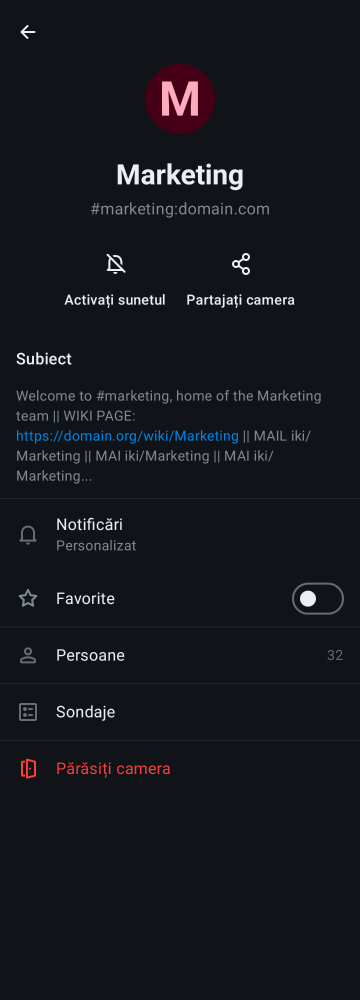 M
Marketing
#marketing:domain.com
Activați sunetul
Partajați camera
Subiect
Welcome to #marketing, home of the Marketing
team || WIKI PAGE:
https://domain.org/wiki/Marketing || MAIL iki/
Marketing || MAI iki/Marketing || MAI iki/
Marketing...
Notificări
Personalizat
Favorite
Persoane 32
Sondaje
Părăsiți camera